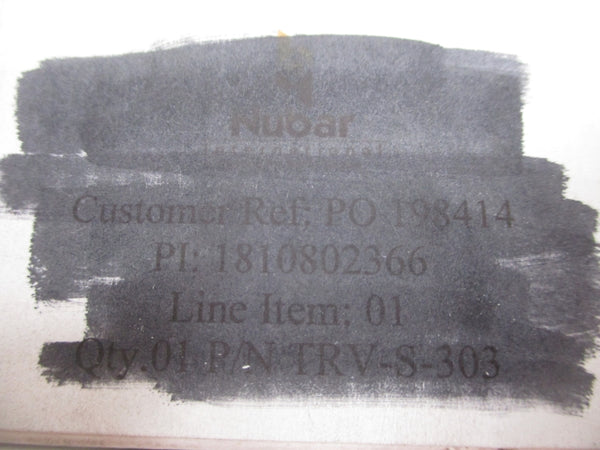 Nubar
Customer Ref: PO 198414
PI: 1810802366
Line Item: 01
Qty.01 P/N TRV-S-303